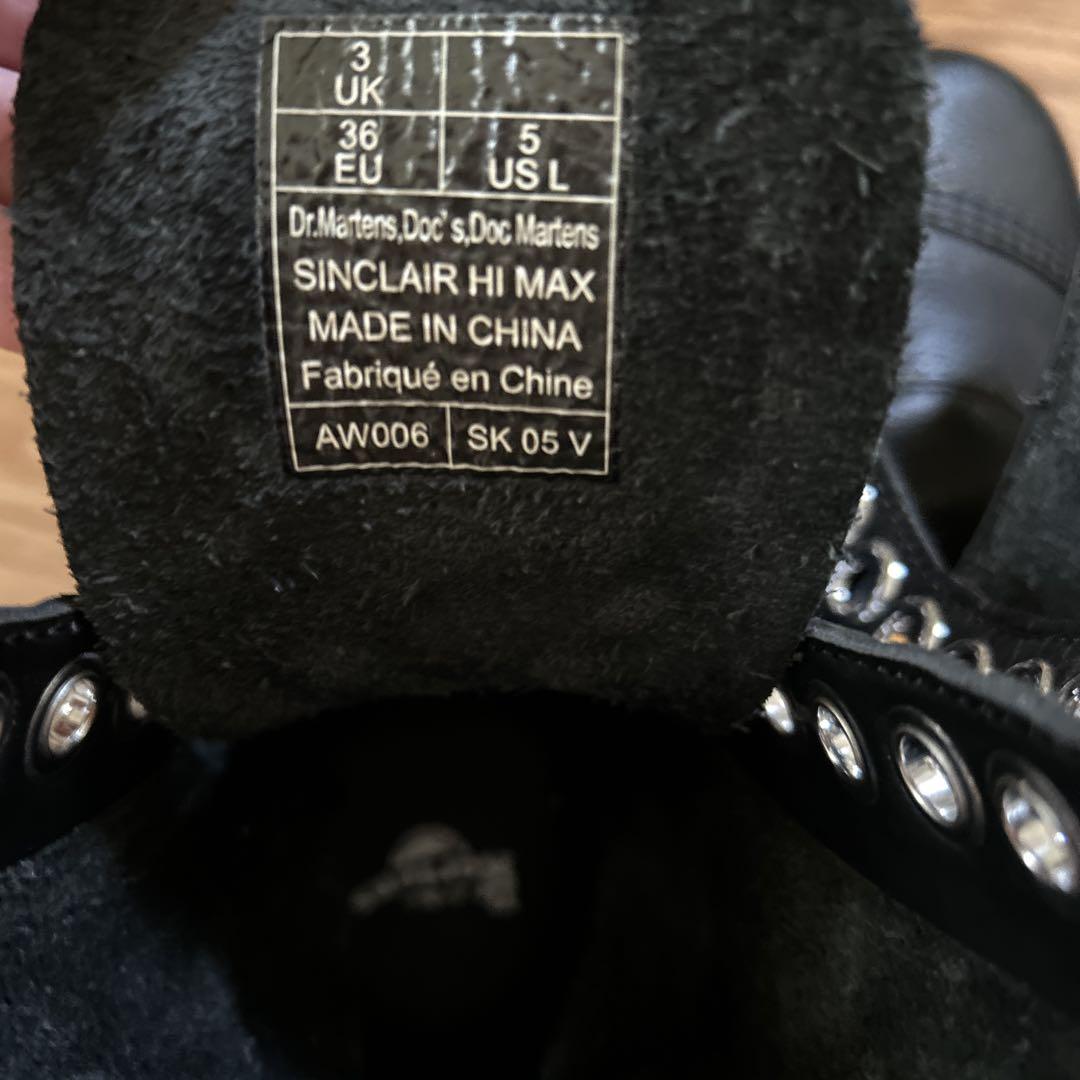 3
UK
36
EU
5
US L
Dr.Martens,Doc's,Doc Martens
SINCLAIR HI MAX
MADE IN CHINA
Fabriqué en Chine
AW006
SK 05 V